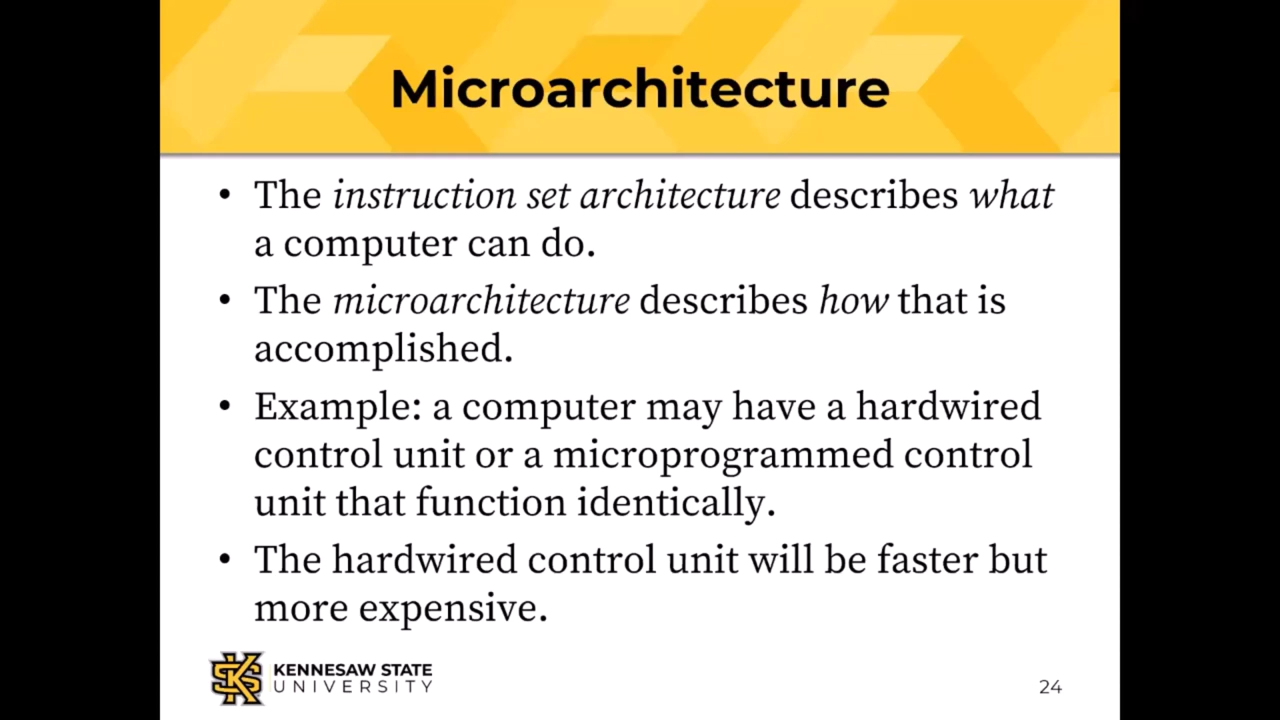 Microarchitecture
• The instruction set architecture describes what
a computer can do.
• The microarchitecture describes how that is
accomplished.
• Example: a computer may have a hardwired
control unit or a microprogrammed control
unit that function identically.
• The hardwired control unit will be faster but
more expensive.
KENNESAW STATE
UNIVERSITY
24